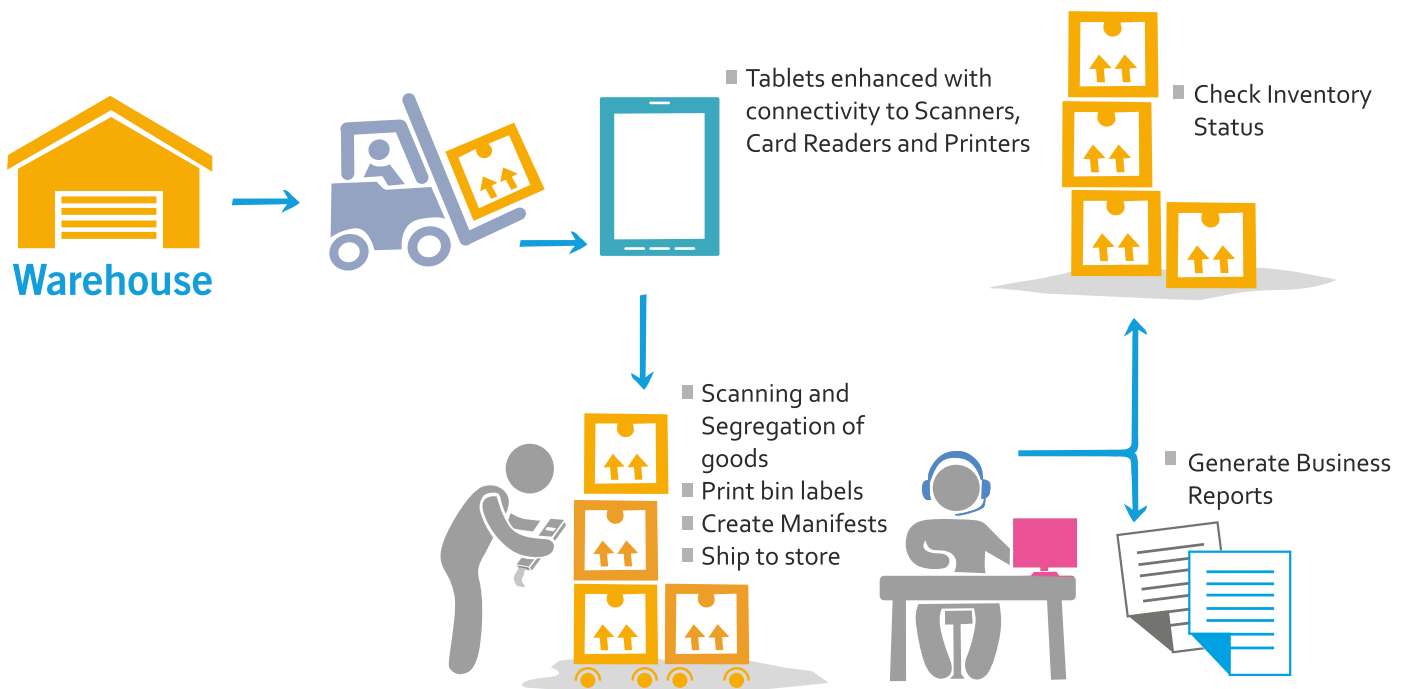 Warehouse
Tablets enhanced with
connectivity to Scanners,
Card Readers and Printers
Check Inventory
Status
Scanning and
Segregation of
goods
Print bin labels
Create Manifests
Ship to store
Generate Business
Reports